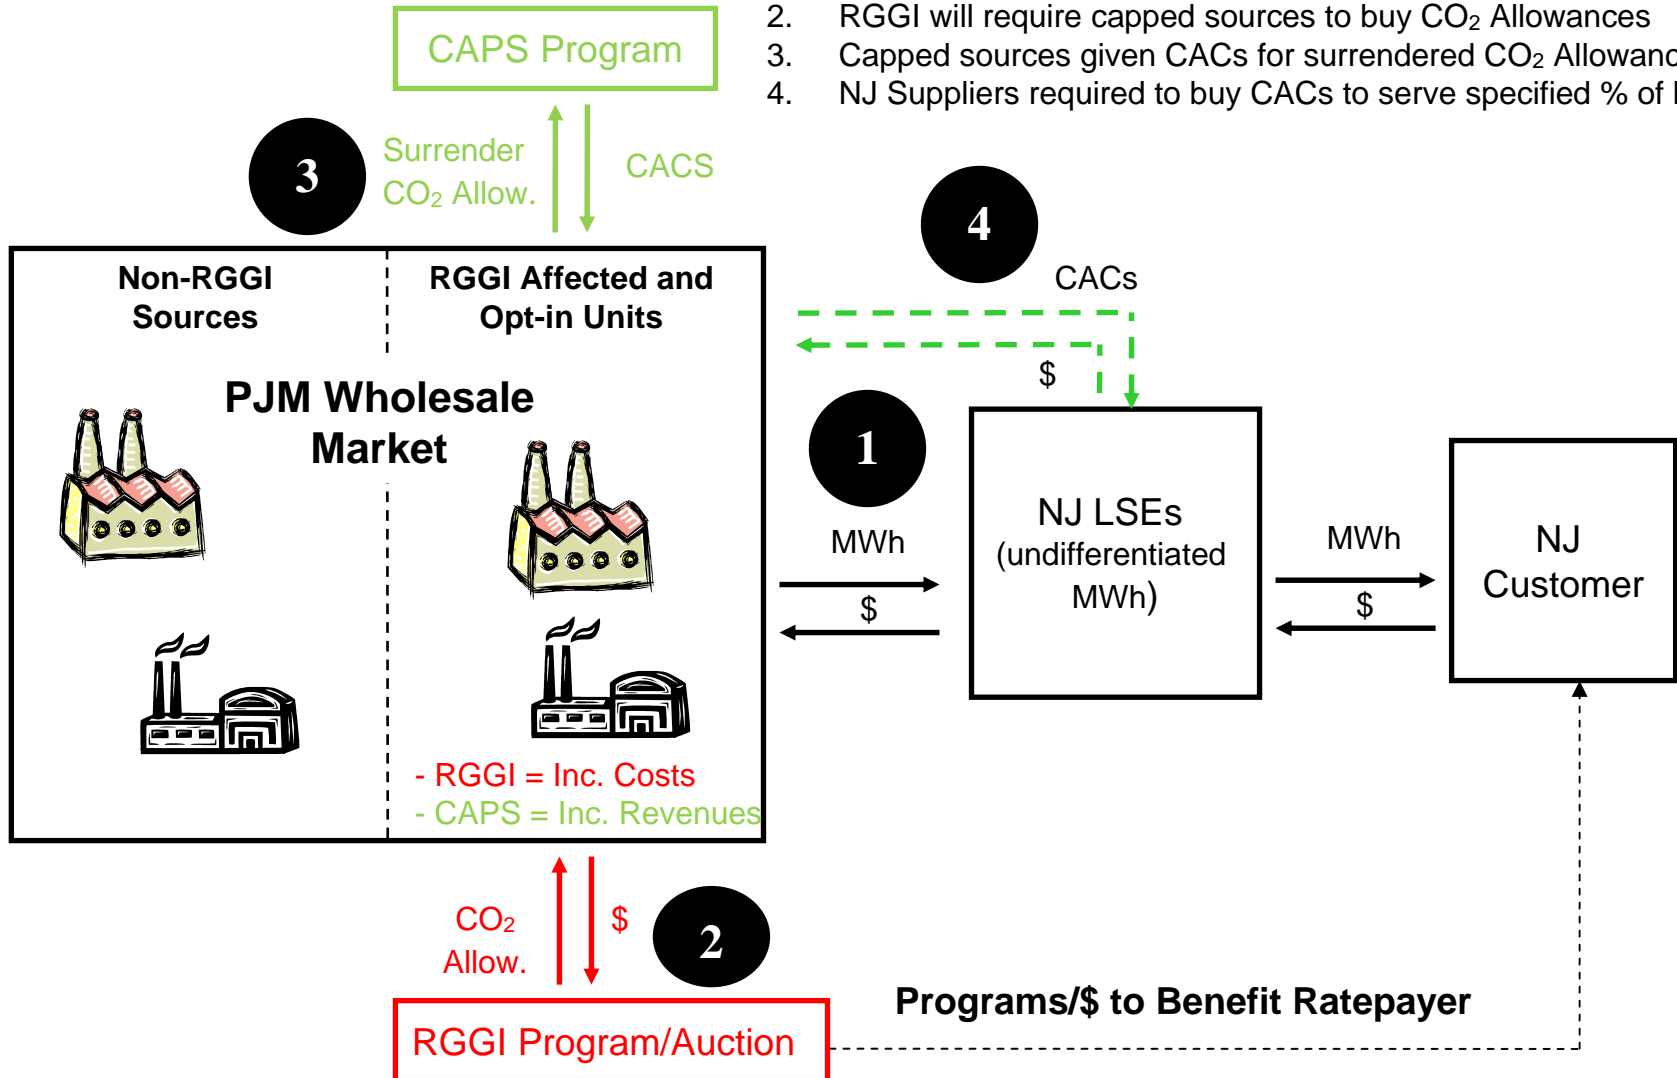 2. RGGI will require capped sources to buy CO₂ Allowances
3. Capped sources given CACs for surrendered CO₂
4. NJ Suppliers required to buy CACs to serve specified % of
CAPS Program
3
Surrender
CO₂ Allow.
CACS
4
CACs
$
Non-RGGI
Sources
RGGI Affected and
Opt-in Units
PJM Wholesale
Market
1
MWh
$
NJ LSEs
(undifferentiated
MWh)
MWh
$
NJ
Customer
- RGGI = Inc. Costs
- CAPS = Inc. Revenues
CO₂
Allow.
$
2
Programs/$ to Benefit Ratepayer
RGGI Program/Auction